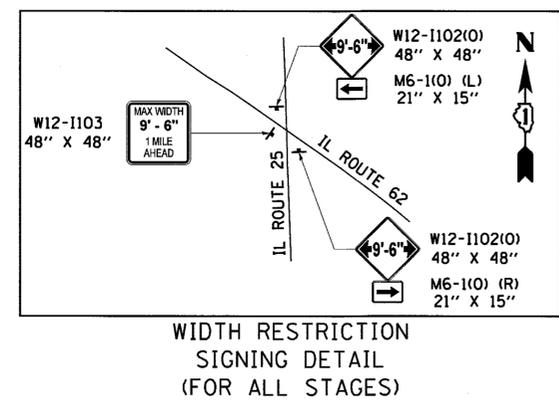 9'-6"
W12-I102(O)
48" X 48"
M6-1(O) (L)
21" X 15"
N
W12-I103
48" X 48"
MAX WIDTH
9' - 6"
1 MILE
AHEAD
IL ROUTE 25
IL ROUTE 62
9'-6"
W12-I102(O)
48" X 48"
M6-1(O) (R)
21" X 15"
WIDTH RESTRICTION
SIGNING DETAIL
(FOR ALL STAGES)